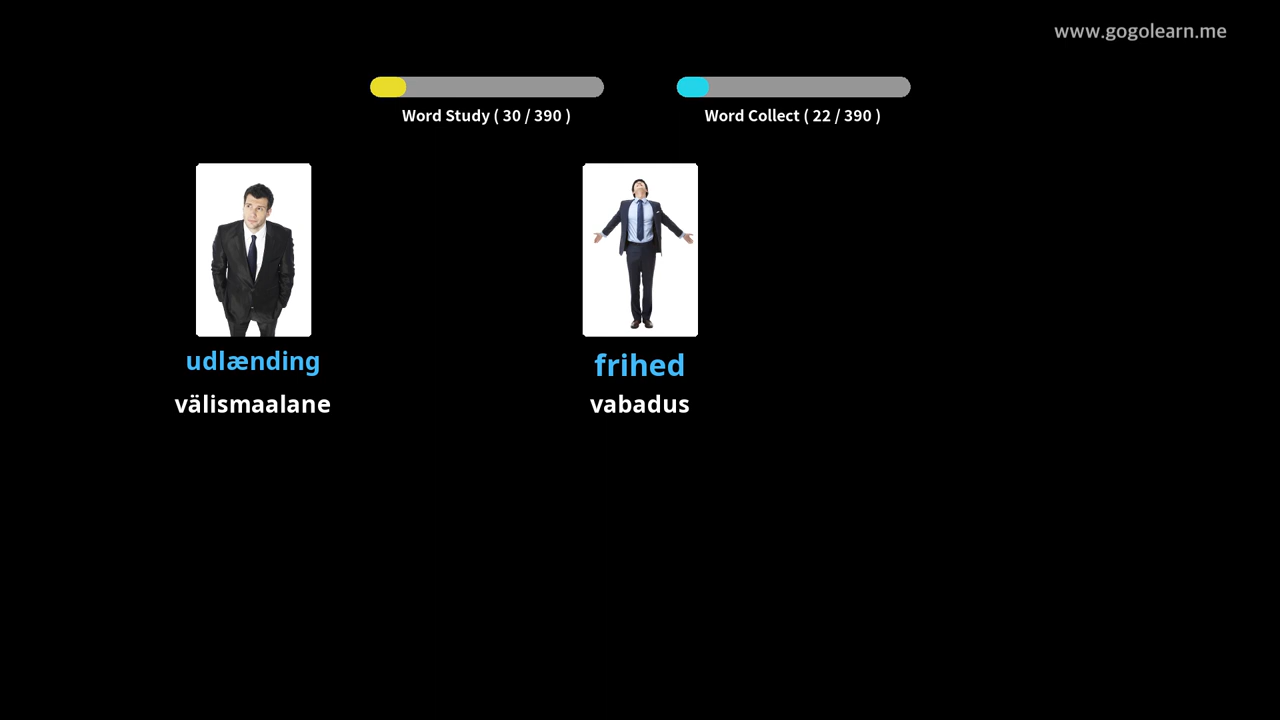 www.gogolearn.me
Word Study ( 30 / 390 )
Word Collect ( 22 / 390 )
udlænding
frihed
välismaalane
vabadus